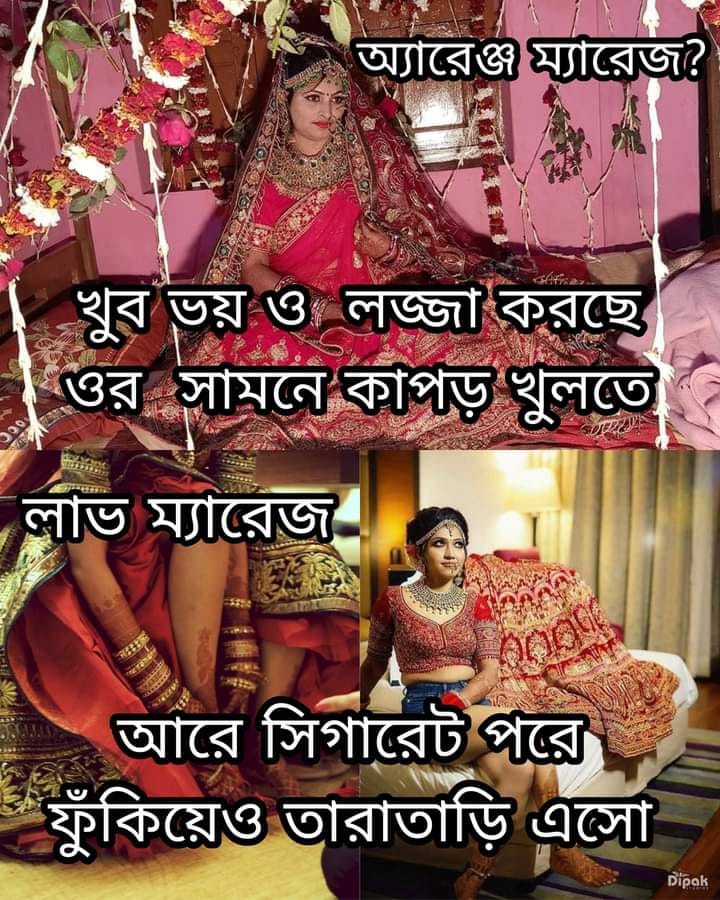 অ্যারেঞ্জ ম্যারেজ?
খুব ভয় ও লজ্জা করছে
ওর সামনে কাপড় খুলতে
লাভ ম্যারেজ
আরে সিগারেট পরে
ফুঁকিয়েও তারাতাড়ি এসো
Dipak